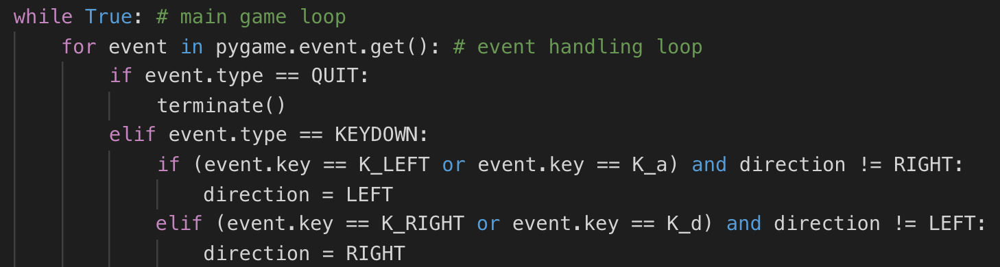 while True: # main game loop
for event in pygame.event.get(): # event handling loop
if event.type == QUIT:
terminate()
elif event.type == KEYDOWN:
if (event.key == K_LEFT or event.key == K_a) and direction != RIGHT:
direction = LEFT
elif (event.key == K_RIGHT or event.key == K_d) and direction != LEFT:
direction = RIGHT